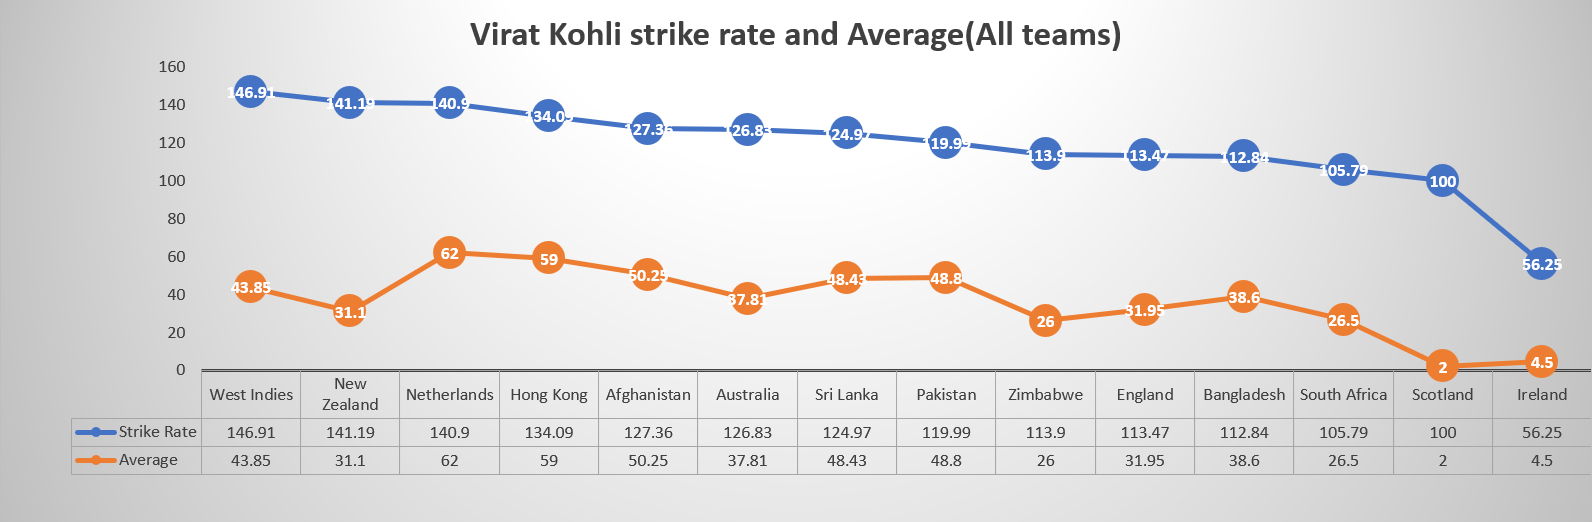 Virat Kohli strike rate and Average(All teams)
160
140
120
100
80
60
40
20
0
146.91 141.19 140.9 134.09 127.36 126.83 124.97 119.99 113.9 113.47 112.84 105.79 100 56.25
43.85 31.1 62 59 50.25 37.81 48.43 48.8 26 31.95 38.6 26.5 2 4.5
West Indies New Zealand Netherlands Hong Kong Afghanistan Australia Sri Lanka Pakistan Zimbabwe England Bangladesh South Africa Scotland Ireland
Strike Rate 146.91 141.19 140.9 134.09 127.36 126.83 124.97 119.99 113.9 113.47 112.84 105.79 100 56.25
Average 43.85 31.1 62 59 50.25 37.81 48.43 48.8 26 31.95 38.6 26.5 2 4.5